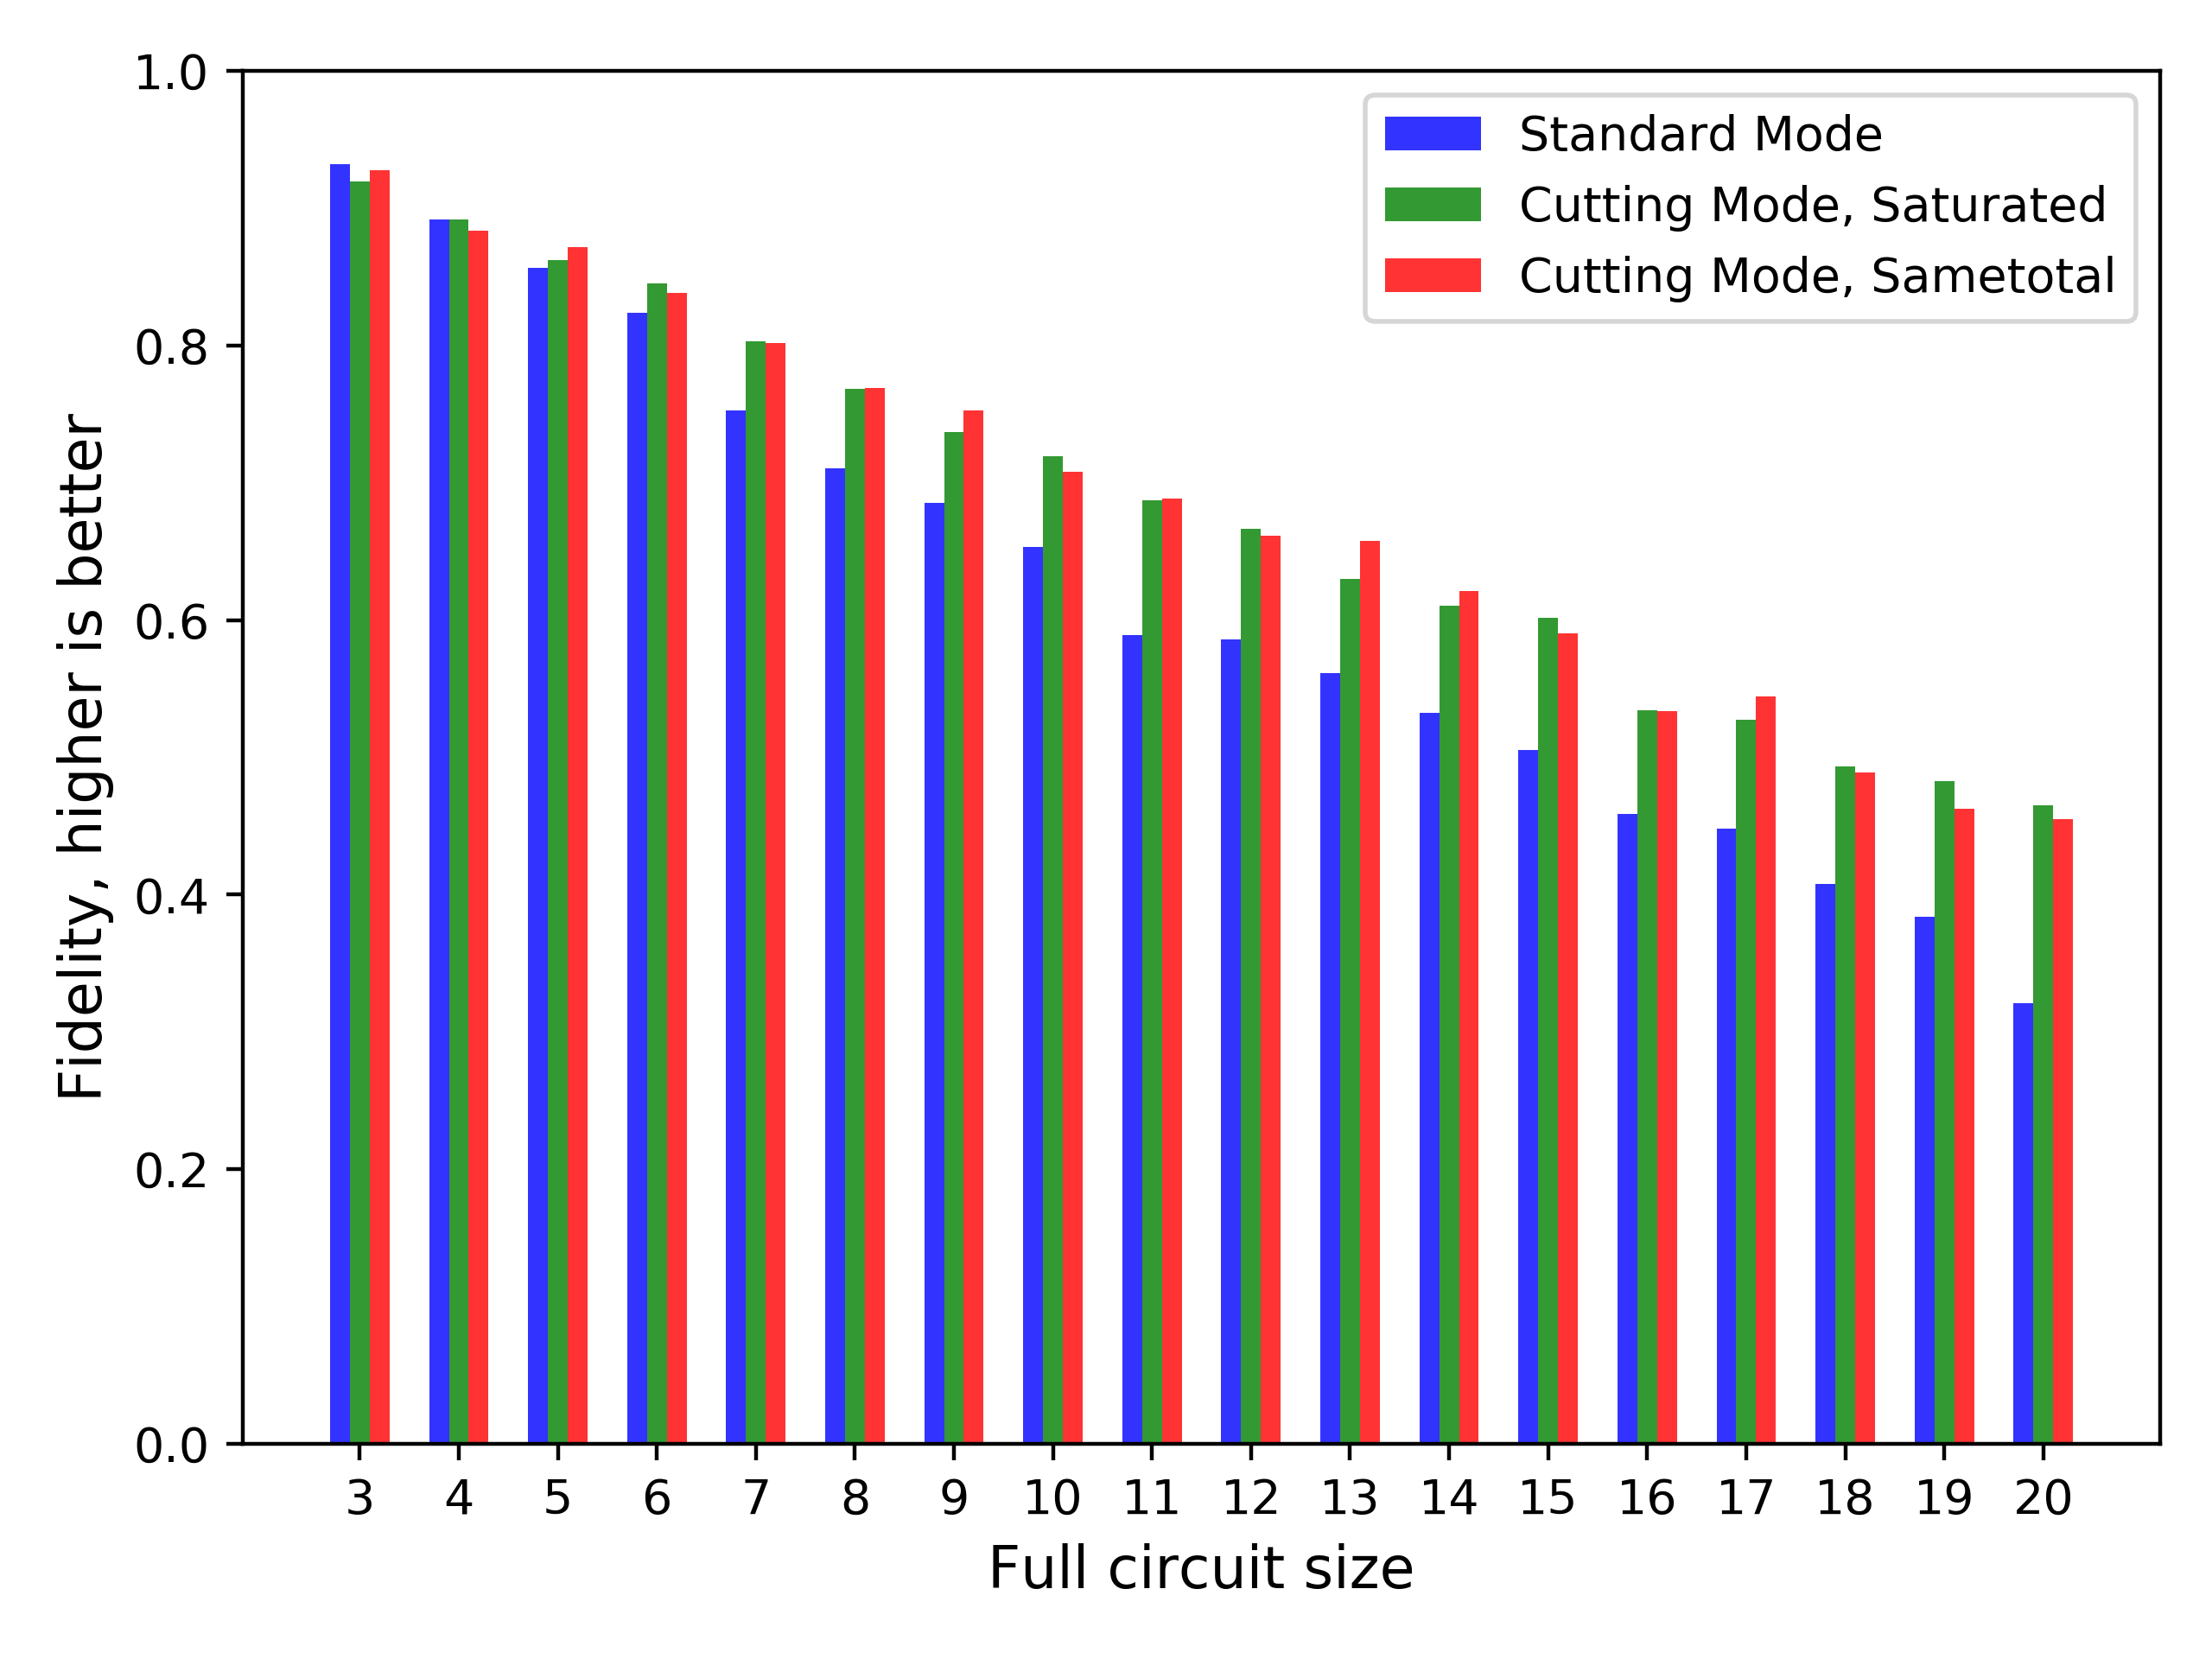 1.0
0.8
0.6
0.4
0.2
0.0
Fidelity, higher is better
Standard Mode
Cutting Mode, Saturated
Cutting Mode, Sametotal
3 4 5 6 7 8 9 10 11 12 13 14 15 16 17 18 19 20
Full circuit size